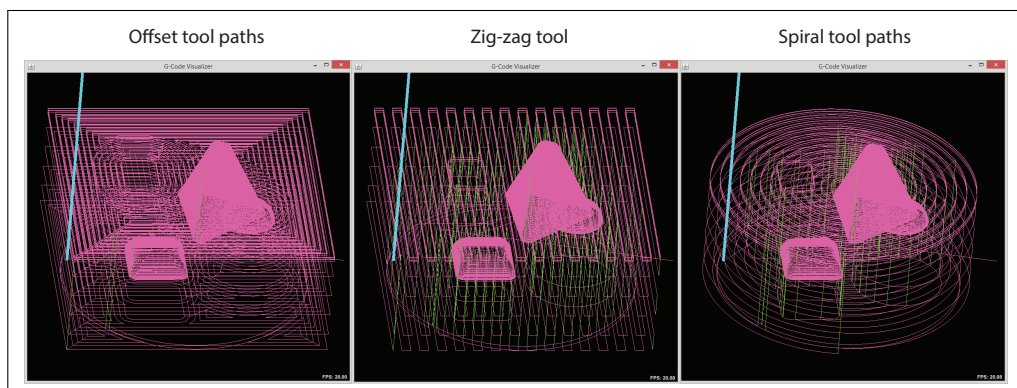 Offset tool paths
Zig-zag tool
Spiral tool paths
G-Code Visualizer
G-Code Visualizer
G-Code Visualizer
FPS: 20,00
FPS: 20,00
FPS: 20,08